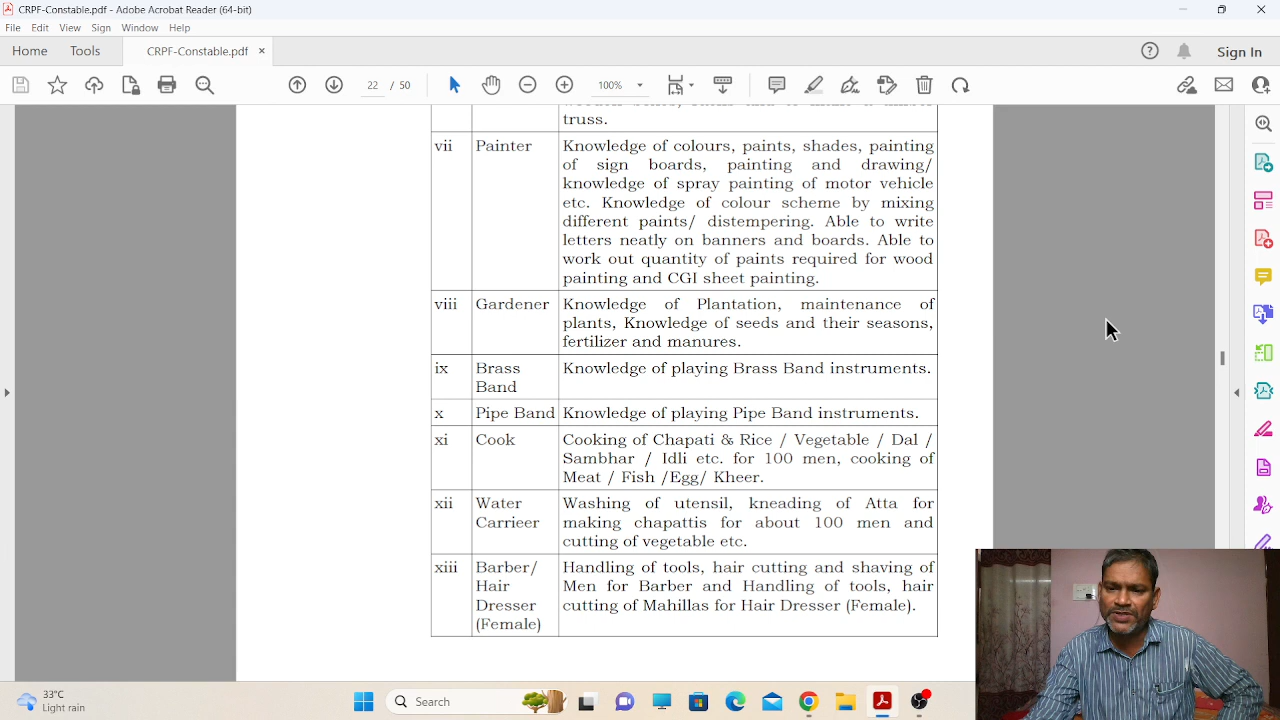 CRPF-Constable.pdf - Adobe Acrobat Reader (64-bit)
File Edit View Sign Window Help
Home Tools CRPF-Constable.pdf × Sign In
22 / 50 100%
truss.
vii Painter Knowledge of colours, paints, shades, painting
of sign boards, painting and drawing/
knowledge of spray painting of motor vehicle
etc. Knowledge of colour scheme by mixing
different paints/ distempering. Able to write
letters neatly on banners and boards. Able to
work out quantity of paints required for wood
painting and CGI sheet painting.
viii Gardener Knowledge of Plantation, maintenance of
plants, Knowledge of seeds and their seasons,
fertilizer and manures.
ix Brass Knowledge of playing Brass Band instruments.
Band
x Pipe Band Knowledge of playing Pipe Band instruments.
xi Cook Cooking of Chapati & Rice / Vegetable / Dal /
Sambhar / Idli etc. for 100 men, cooking of
Meat / Fish /Egg/ Kheer.
xii Water Washing of utensil, kneading of Atta for
Carrieer making chapattis for about 100 men and
cutting of vegetable etc.
xiii Barber/ Handling of tools, hair cutting and shaving of
Hair Men for Barber and Handling of tools, hair
Dresser cutting of Mahillas for Hair Dresser (Female).
(Female)
33°C
Light rain
Search